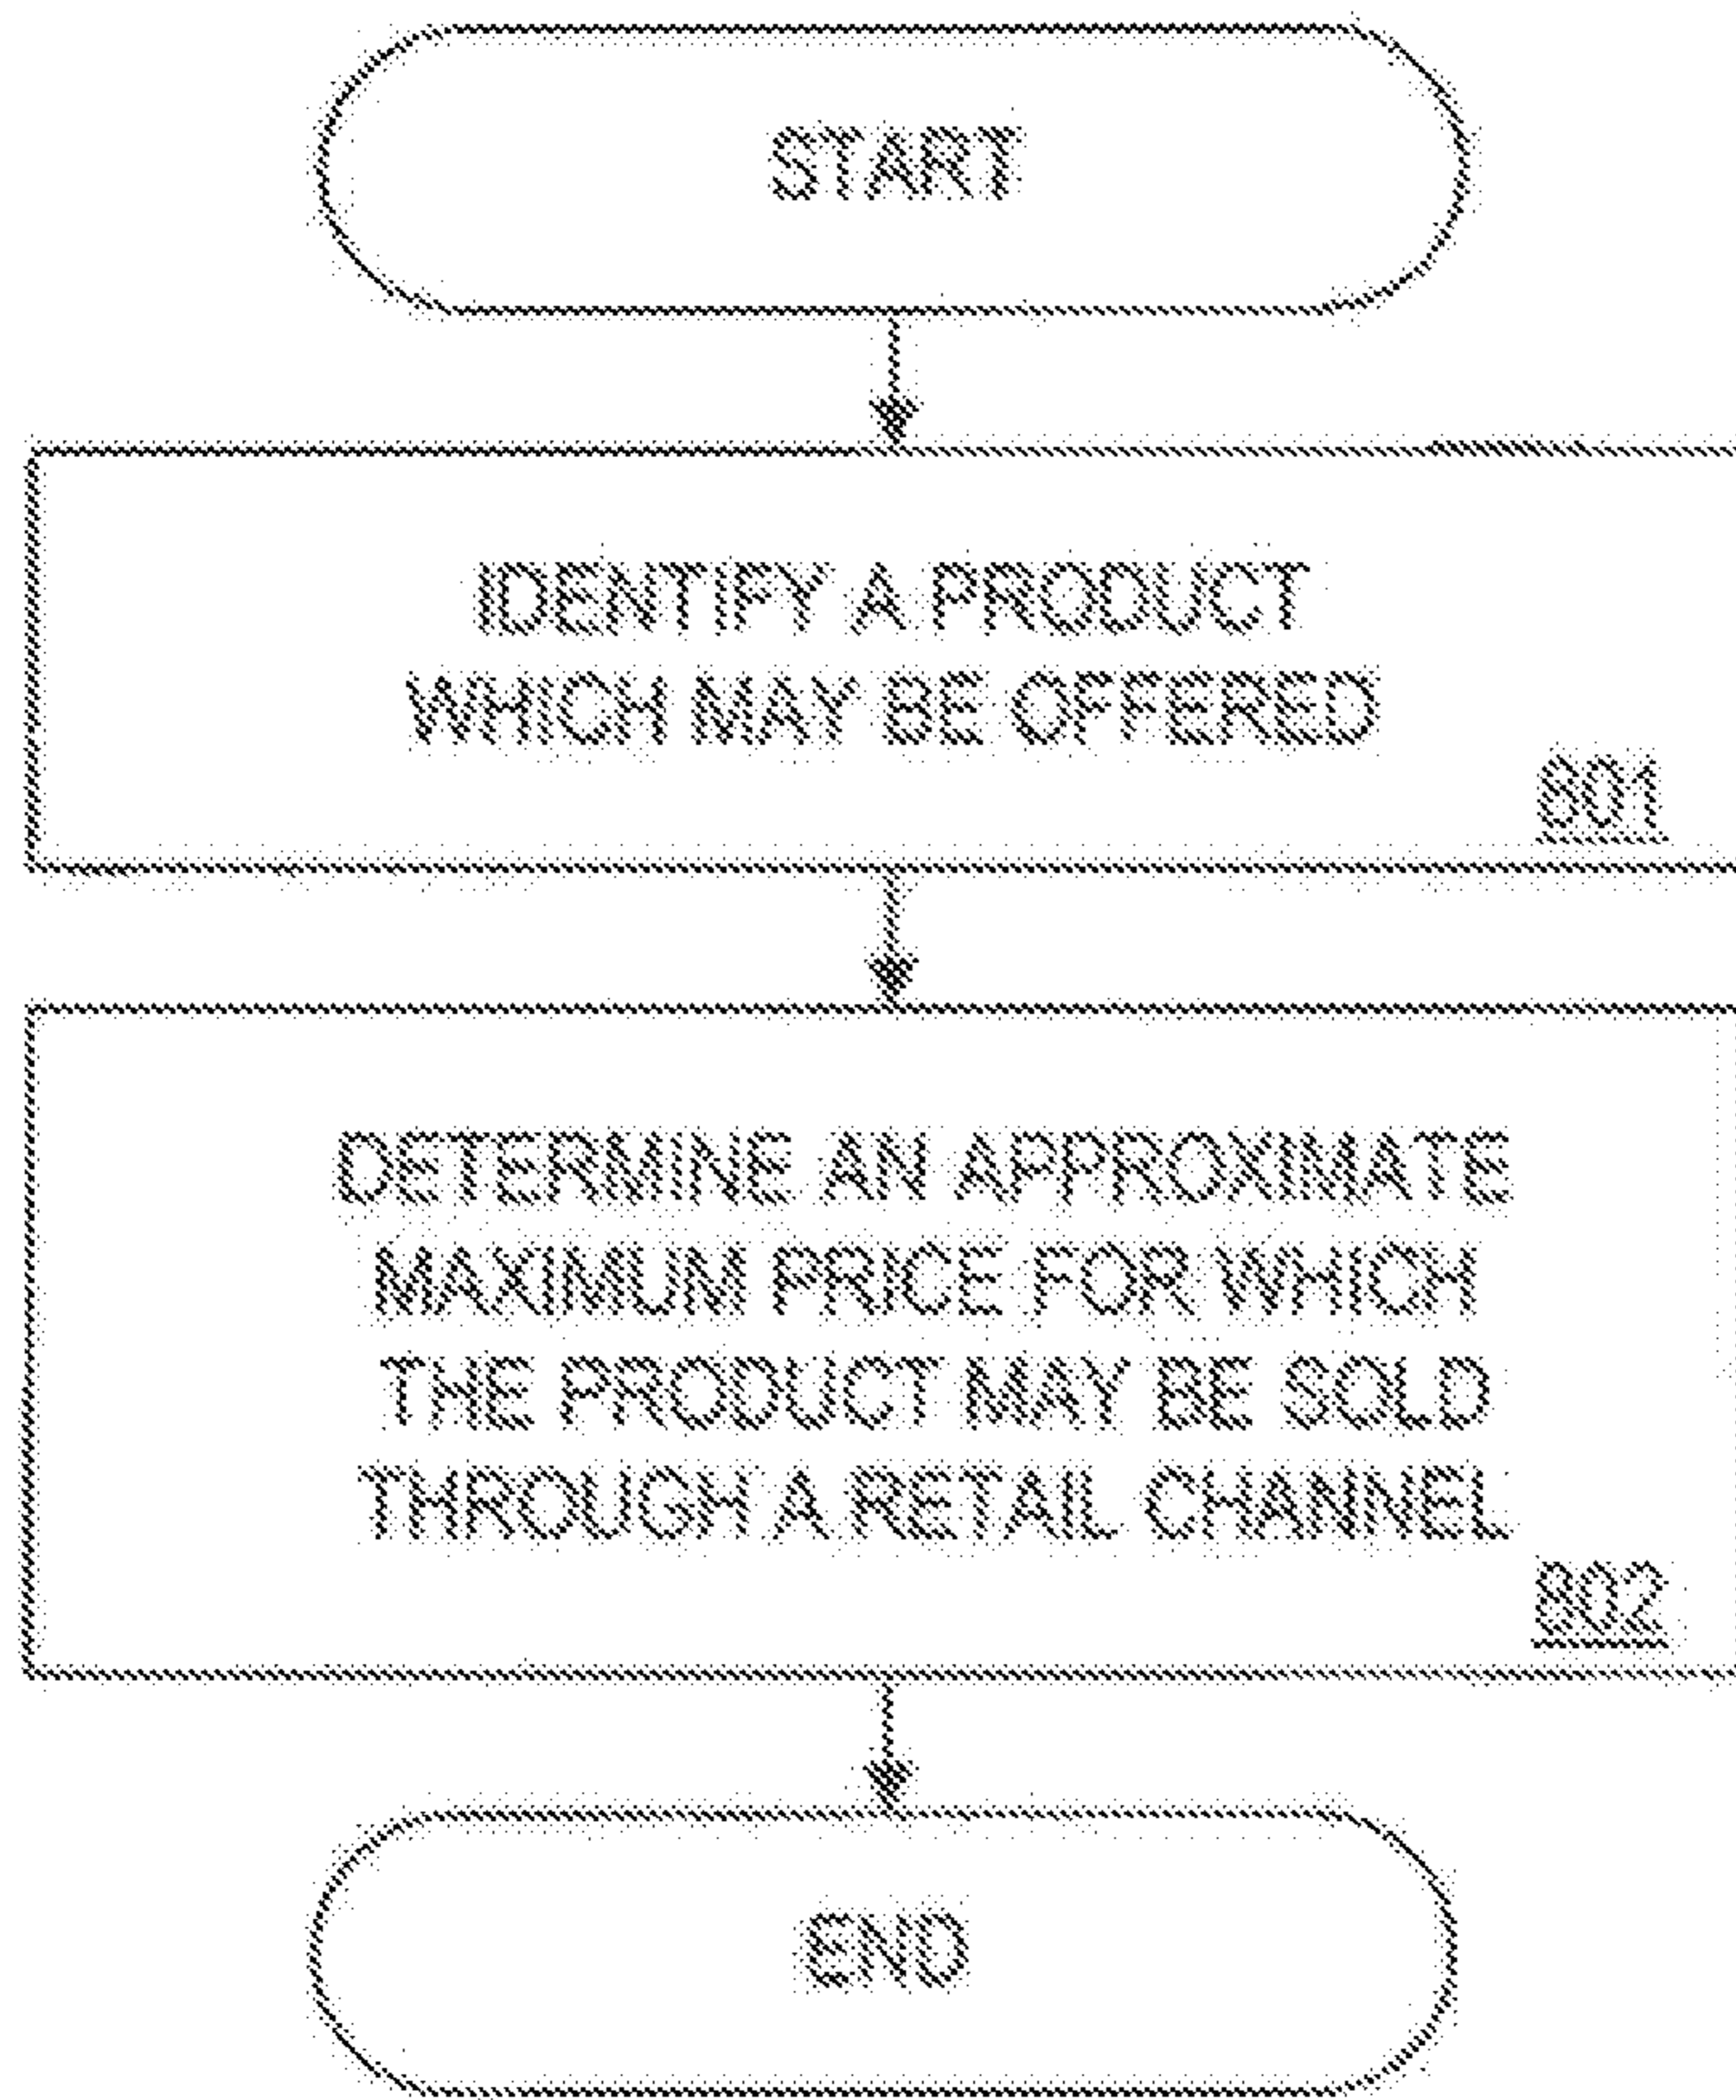 START
IDENTIFY A PRODUCT
WHICH MAY BE OFFERED
801
DETERMINE AN APPROXIMATE
MAXIMUM PRICE FOR WHICH
THE PRODUCT MAY BE SOLD
THROUGH A RETAIL CHANNEL
802
END